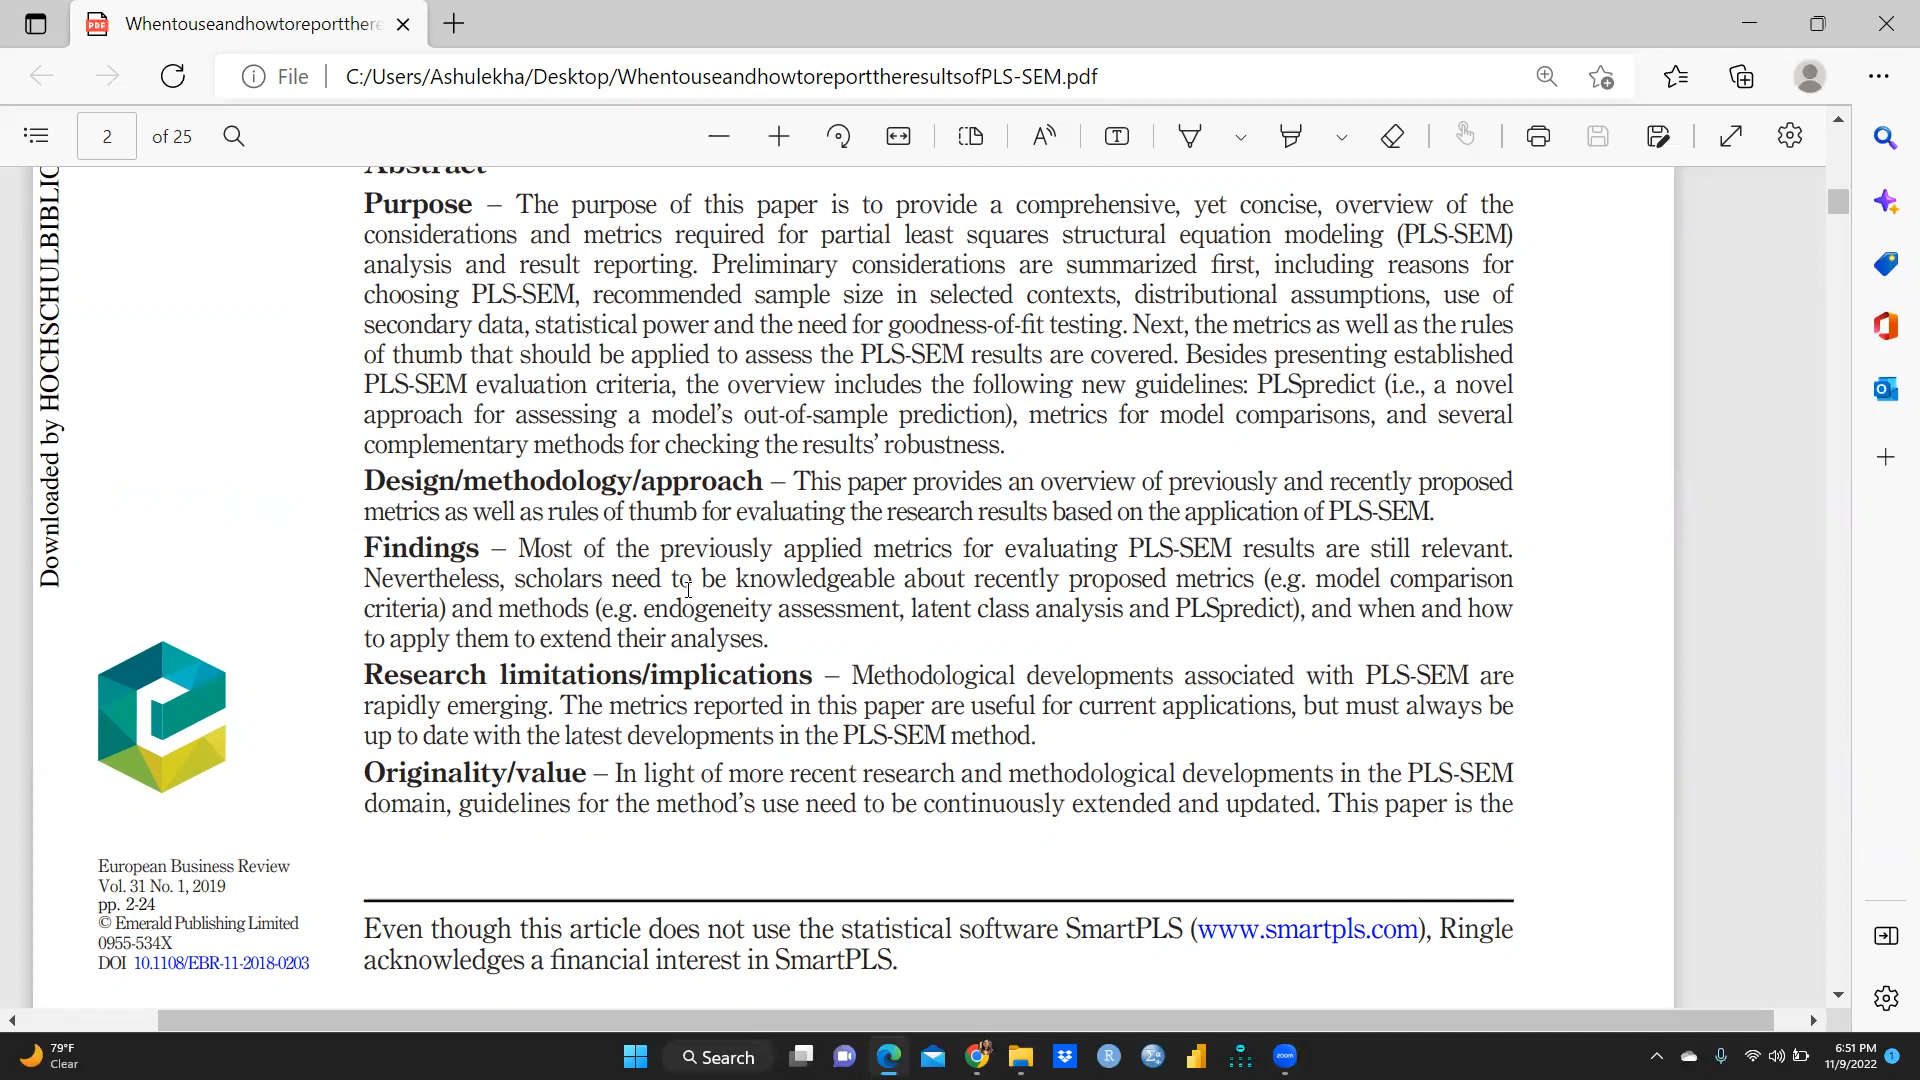 Whentouseandhowtoreportthere
File
C:/Users/Ashulekha/Desktop/WhentouseandhowtoreporttheresultsofPLS-SEM.pdf
2 of 25
Abstract
Downloaded by HOCHSCHULBIBLIO
Purpose – The purpose of this paper is to provide a comprehensive, yet concise, overview of the
considerations and metrics required for partial least squares structural equation modeling (PLS-SEM)
analysis and result reporting. Preliminary considerations are summarized first, including reasons for
choosing PLS-SEM, recommended sample size in selected contexts, distributional assumptions, use of
secondary data, statistical power and the need for goodness-of-fit testing. Next, the metrics as well as the rules
of thumb that should be applied to assess the PLS-SEM results are covered. Besides presenting established
PLS-SEM evaluation criteria, the overview includes the following new guidelines: PLSpredict (i.e., a novel
approach for assessing a model's out-of-sample prediction), metrics for model comparisons, and several
complementary methods for checking the results' robustness.
Design/methodology/approach – This paper provides an overview of previously and recently proposed
metrics as well as rules of thumb for evaluating the research results based on the application of PLS-SEM.
Findings – Most of the previously applied metrics for evaluating PLS-SEM results are still relevant.
Nevertheless, scholars need to be knowledgeable about recently proposed metrics (e.g. model comparison
criteria) and methods (e.g. endogeneity assessment, latent class analysis and PLSpredict), and when and how
to apply them to extend their analyses.
Research limitations/implications – Methodological developments associated with PLS-SEM are
rapidly emerging. The metrics reported in this paper are useful for current applications, but must always be
up to date with the latest developments in the PLS-SEM method.
Originality/value – In light of more recent research and methodological developments in the PLS-SEM
domain, guidelines for the method's use need to be continuously extended and updated. This paper is the
European Business Review
Vol. 31 No. 1, 2019
pp. 2-24
© Emerald Publishing Limited
0955-534X
DOI 10.1108/EBR-11-2018-0203
Even though this article does not use the statistical software SmartPLS (www.smartpls.com), Ringle
acknowledges a financial interest in SmartPLS.
79°F
Clear
Search
zoom
6:51 PM
11/9/2022
1